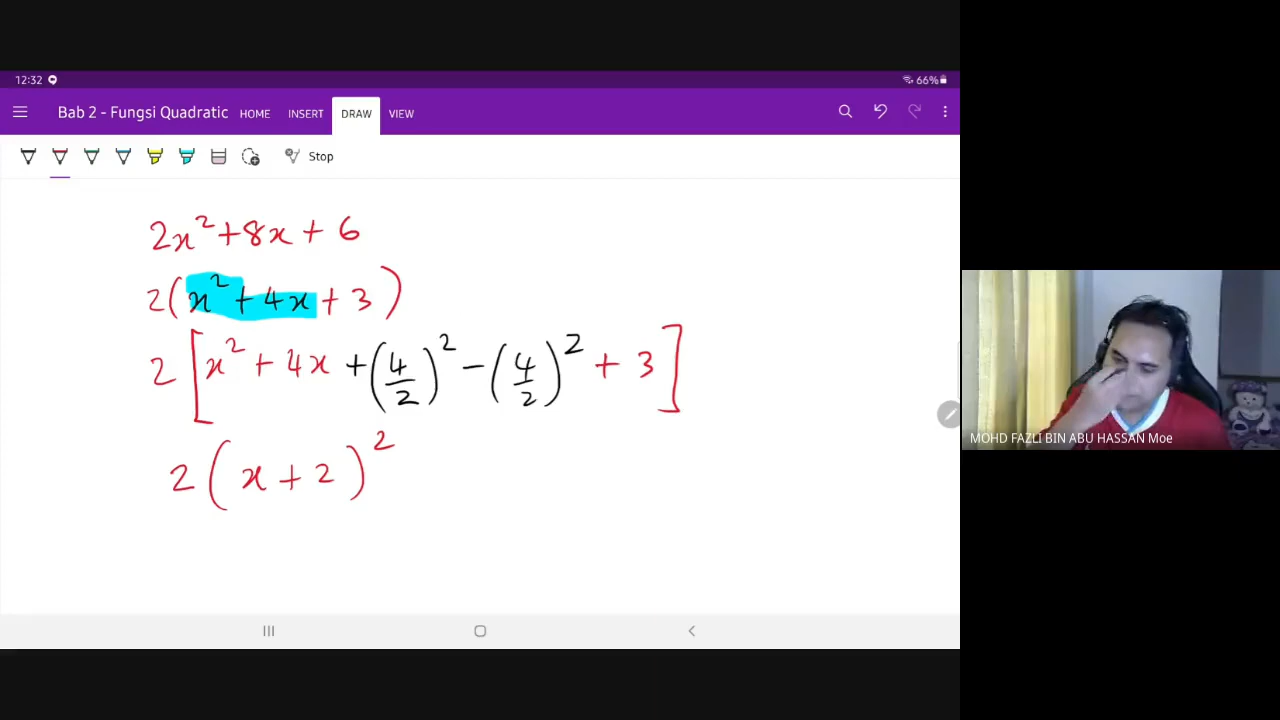 12:32 66%
Bab 2 - Fungsi Quadratic HOME INSERT DRAW VIEW
Stop
2x² + 8x + 6
2(x² + 4x + 3)
2[x² + 4x + (4/2)² - (4/2)² + 3]
2(x + 2)²
MOHD FAZLI BIN ABU HASSAN Moe